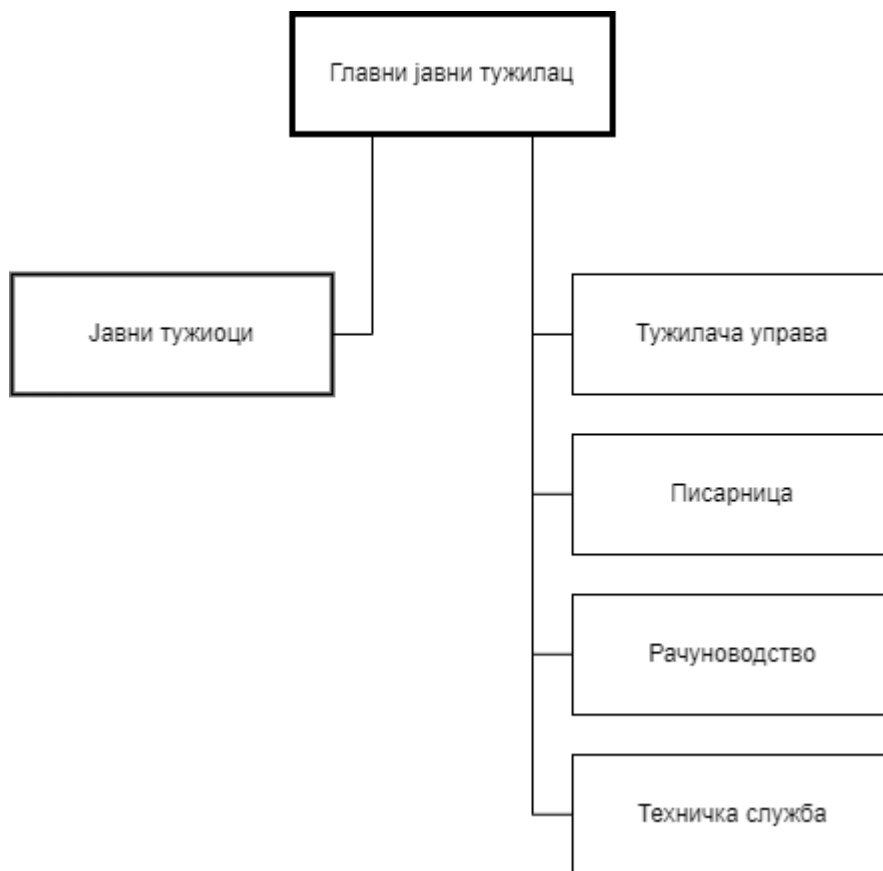 Главни јавни тужилац
Јавни тужиоци
Тужилача управа
Писарница
Рачуноводство
Техничка служба